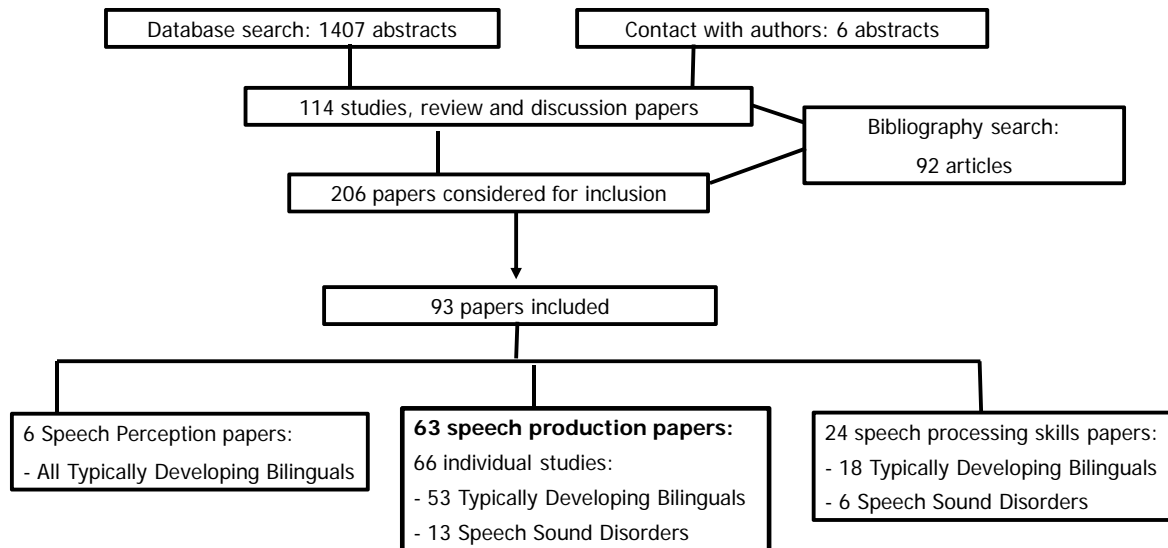 Database search: 1407 abstracts
Contact with authors: 6 abstracts
114 studies, review and discussion papers
Bibliography search:
92 articles
206 papers considered for inclusion
93 papers included
6 Speech Perception papers:
- All Typically Developing Bilinguals
63 speech production papers:
66 individual studies:
- 53 Typically Developing Bilinguals
- 13 Speech Sound Disorders
24 speech processing skills papers:
- 18 Typically Developing Bilinguals
- 6 Speech Sound Disorders